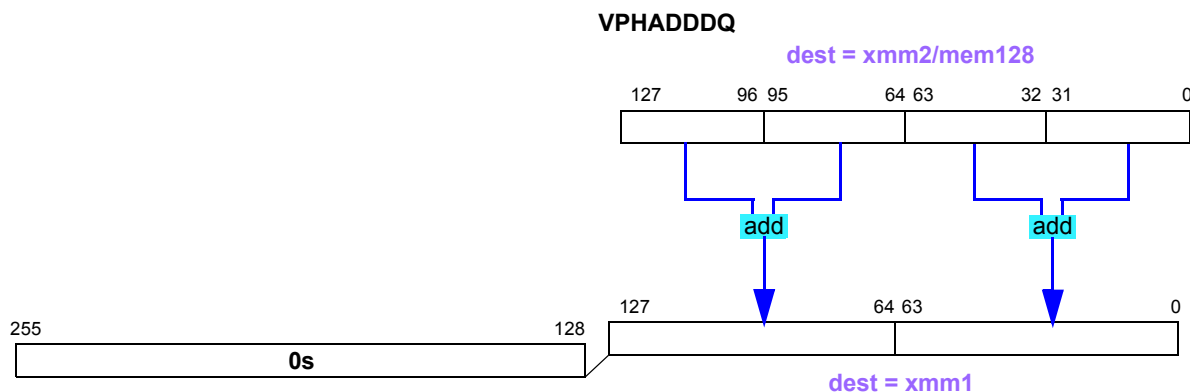 VPHADDDQ
dest = xmm2/mem128
127 96 95 64 63 32 31 0
add add
127 64 63 0
255 128
0s
dest = xmm1